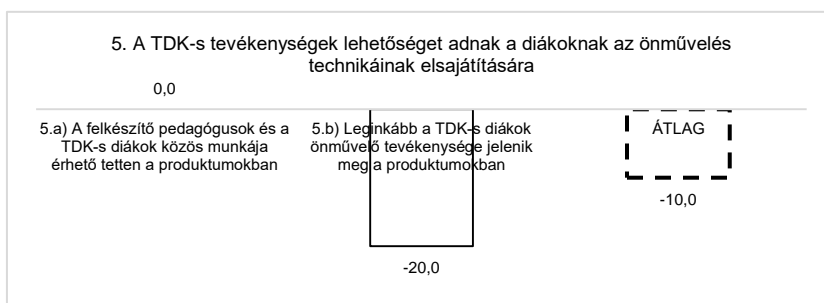 5. A TDK-s tevékenységek lehetőséget adnak a diákoknak az önművelés
technikáinak elsajátítására
0,0
5.a) A felkészítő pedagógusok és a
TDK-s diákok közös munkája
érhető tetten a produktumokban
5.b) Leginkább a TDK-s diákok
önművelő tevékenysége jelenik
meg a produktumokban
ÁTLAG
-10,0
-20,0